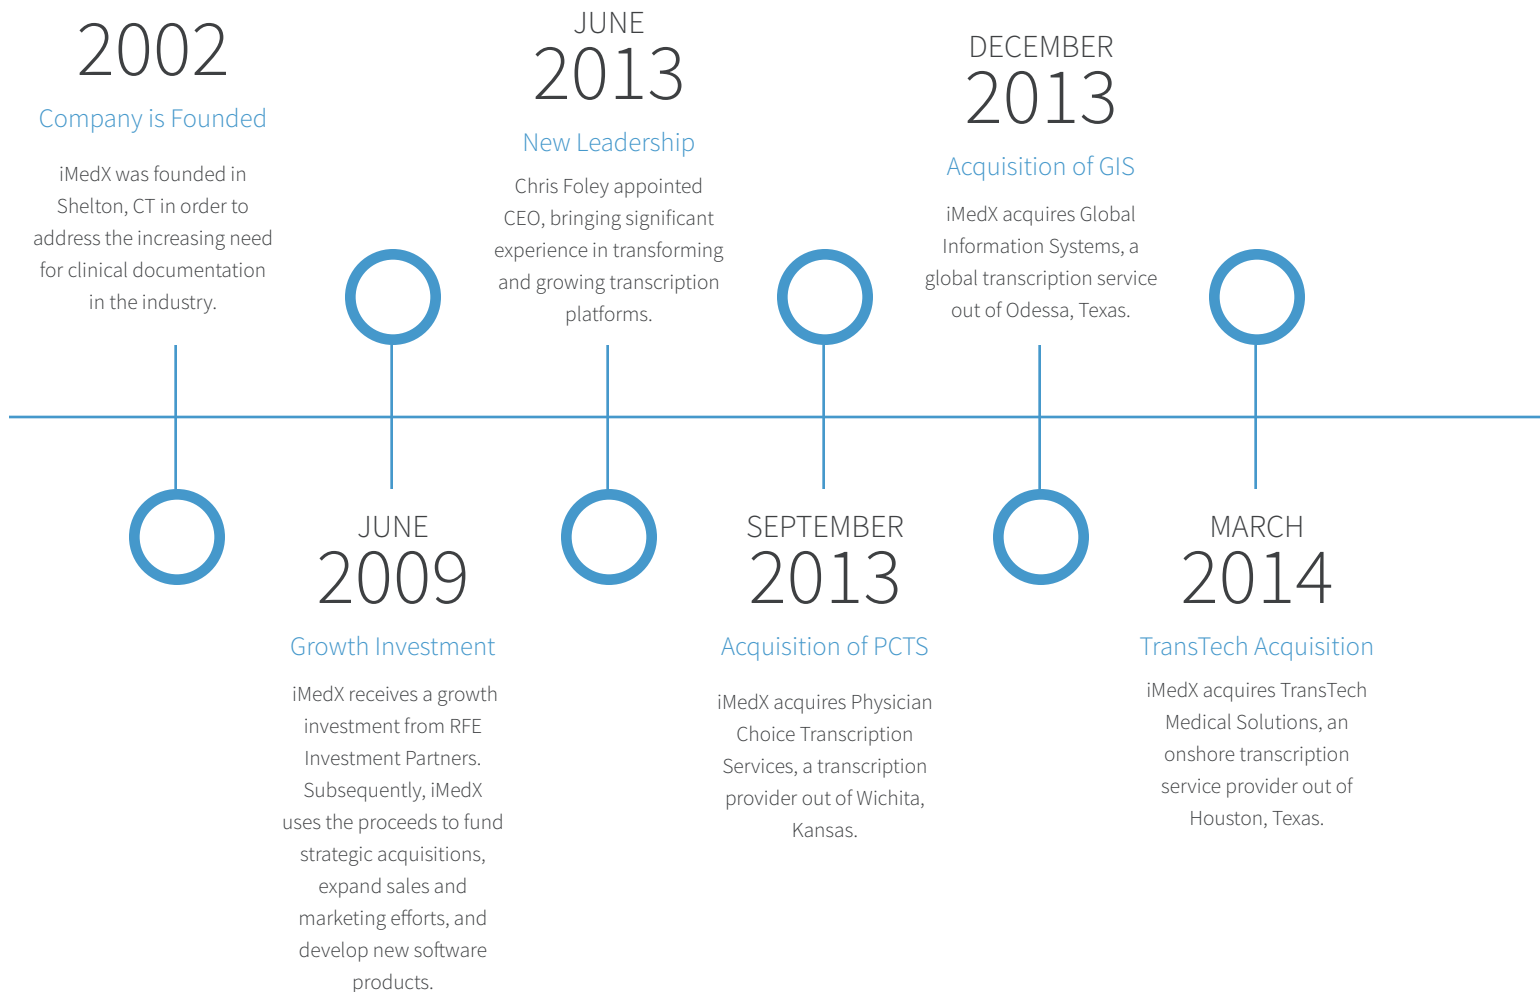 2002
Company is Founded
iMedX was founded in
Shelton, CT in order to
address the increasing need
for clinical documentation
in the industry.
JUNE
2009
Growth Investment
iMedX receives a growth
investment from RFE
Investment Partners.
Subsequently, iMedX
uses the proceeds to fund
strategic acquisitions,
expand sales and
marketing efforts, and
develop new software
products.
JUNE
2013
New Leadership
Chris Foley appointed
CEO, bringing significant
experience in transforming
and growing transcription
platforms.
SEPTEMBER
2013
Acquisition of PCTS
iMedX acquires Physician
Choice Transcription
Services, a transcription
provider out of Wichita,
Kansas.
DECEMBER
2013
Acquisition of GIS
iMedX acquires Global
Information Systems, a
global transcription service
out of Odessa, Texas.
MARCH
2014
TransTech Acquisition
iMedX acquires TransTech
Medical Solutions, an
onshore transcription
service provider out of
Houston, Texas.